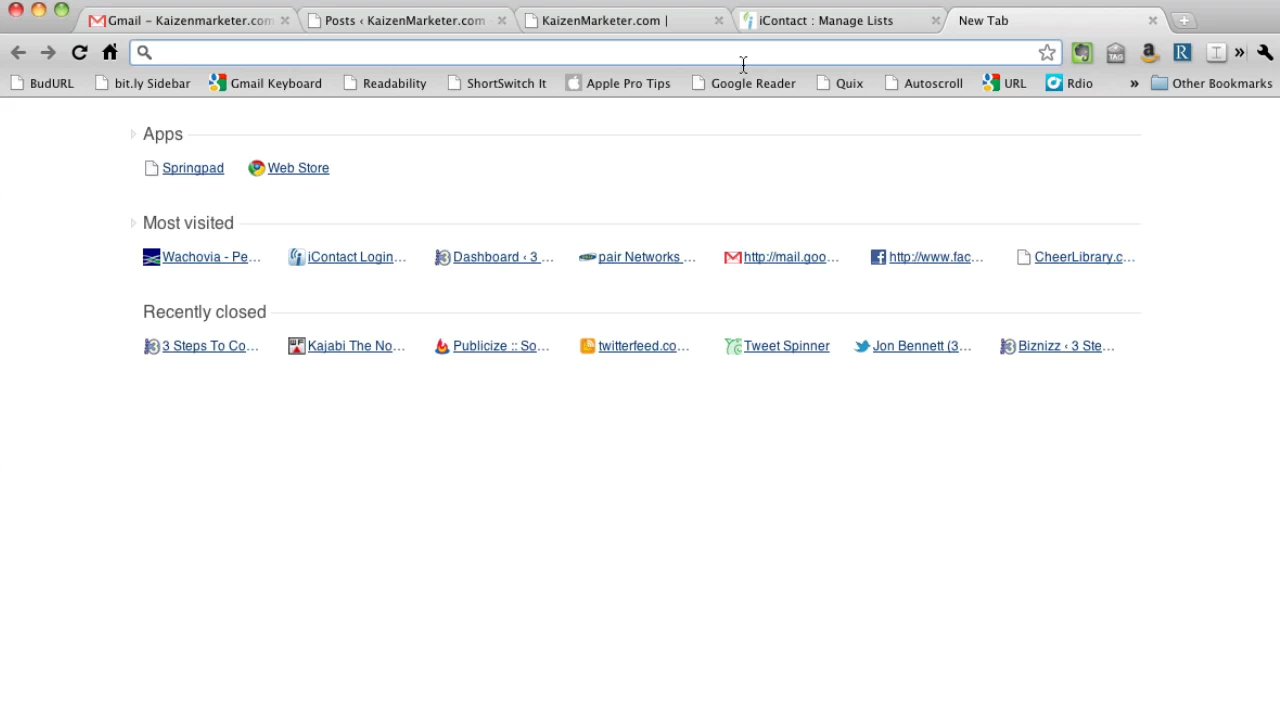 Gmail – Kaizenmarketer.com
Posts ‹ KaizenMarketer.com
KaizenMarketer.com |
iContact : Manage Lists
New Tab
BudURL
bit.ly Sidebar
Gmail Keyboard
Readability
ShortSwitch It
Apple Pro Tips
Google Reader
Quix
Autoscroll
URL
Rdio
»
Other Bookmarks
Apps
Springpad
Web Store
Most visited
Wachovia - Pe...
iContact Login...
Dashboard ‹ 3 ...
pair Networks ...
http://mail.goo...
http://www.fac...
CheerLibrary.c...
Recently closed
3 Steps To Co...
Kajabi The No...
Publicize :: So...
twitterfeed.co...
Tweet Spinner
Jon Bennett (3...
Biznizz ‹ 3 Ste...